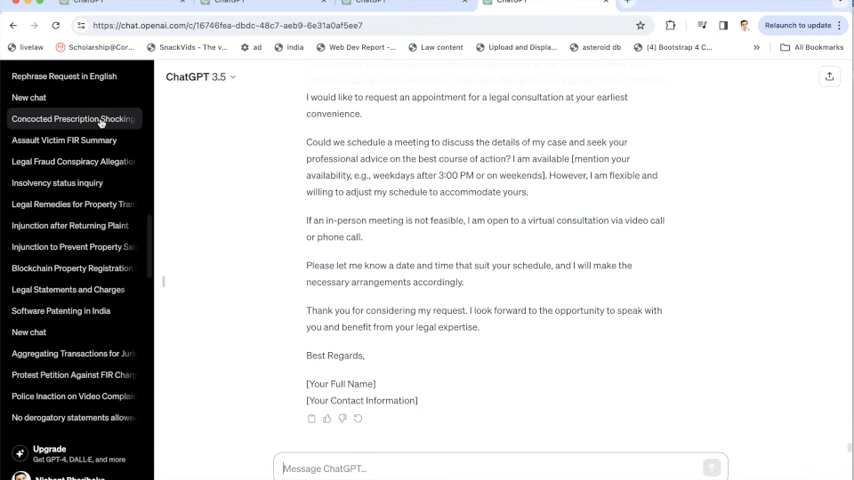 ChatGPT
ChatGPT
ChatGPT
ChatGPT
https://chat.openai.com/c/16746fea-dbdc-48c7-aeb9-6e31a0af5ee7
Relaunch to update
livelaw
Scholarship@Cor...
SnackVids - The v...
ad
India
Web Dev Report -...
Law content
Upload and Displa...
asteroid db
(4) Bootstrap 4 C...
»
All Bookmarks
Rephrase Request in English
New chat
Concocted Prescription Shocking
Assault Victim FIR Summary
Legal Fraud Conspiracy Allegation
Insolvency status inquiry
Legal Remedies for Property Tran
Injunction after Returning Plaint
Injunction to Prevent Property Sa
Blockchain Property Registration
Legal Statements and Charges
Software Patenting in India
New chat
Aggregating Transactions for Juri
Protest Petition Against FIR Char
Police Inaction on Video Complain
No derogatory statements allowe
Upgrade
Get GPT-4, DALL·E, and more
ChatGPT 3.5
I would like to request an appointment for a legal consultation at your earliest
convenience.
Could we schedule a meeting to discuss the details of my case and seek your
professional advice on the best course of action? I am available [mention your
availability, e.g., weekdays after 3:00 PM or on weekends]. However, I am flexible and
willing to adjust my schedule to accommodate yours.
If an in-person meeting is not feasible, I am open to a virtual consultation via video call
or phone call.
Please let me know a date and time that suit your schedule, and I will make the
necessary arrangements accordingly.
Thank you for considering my request. I look forward to the opportunity to speak with
you and benefit from your legal expertise.
Best Regards,
[Your Full Name]
[Your Contact Information]
Message ChatGPT...